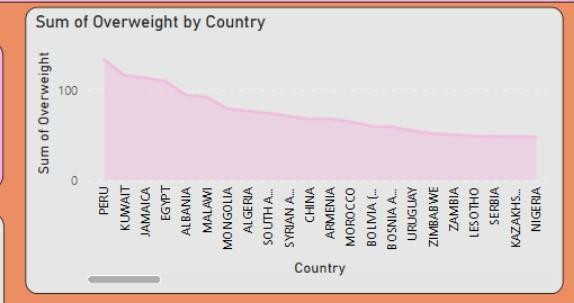 Sum of Overweight by Country
Sum of Overweight
100
0
PERU
KUWAIT
JAMAICA
EGYPT
ALBANIA
MALAWI
MONGOLIA
ALGERIA
SOUTH A...
SYRIAN A...
CHINA
ARMENIA
MOROCCO
BOLIVIA (...
BOSNIA A...
URUGUAY
ZIMBABWE
ZAMBIA
LESOTHO
SERBIA
KAZAKHS...
NIGERIA
Country